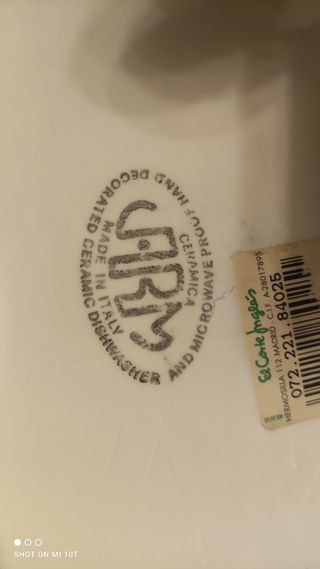 HAND DECORATED CERAMIC DISHWASHER AND MICROWAVE PROOF
CERAMICA
MADE IN ITALY
El Corte Inglés
HERMOSILLA 112 MADRID - C.I.F. A-28017895
072.221.84025
SHOT ON MI 10T